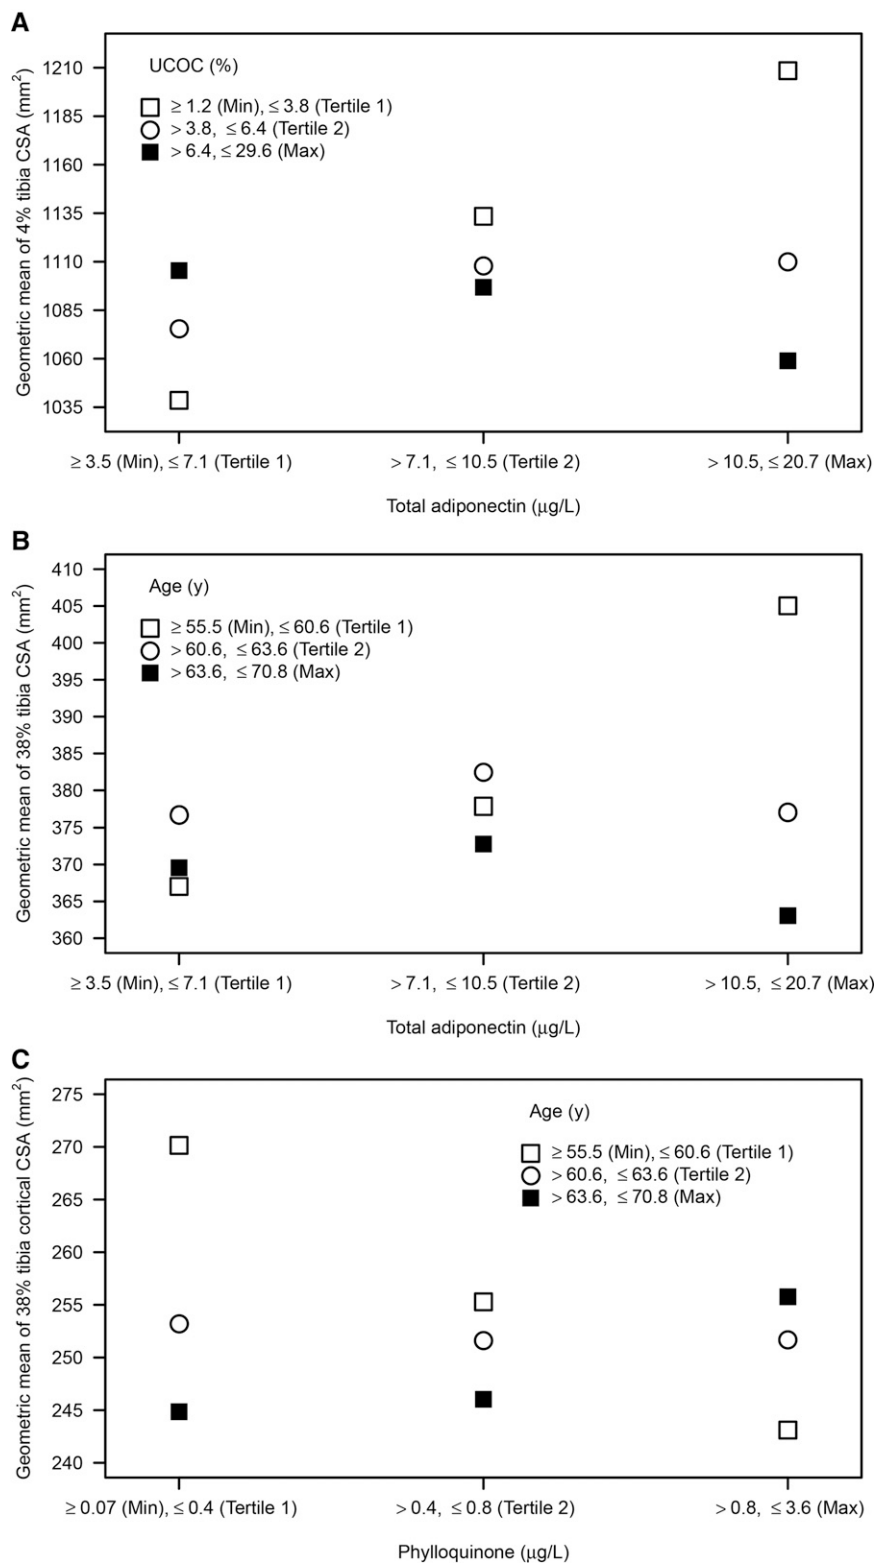 A
Geometric mean of 4% tibia CSA (mm²)
1210
1185
1160
1135
1110
1085
1060
1035
UCOC (%)
≥ 1.2 (Min), ≤ 3.8 (Tertile 1)
> 3.8, ≤ 6.4 (Tertile 2)
> 6.4, ≤ 29.6 (Max)
≥ 3.5 (Min), ≤ 7.1 (Tertile 1)
> 7.1, ≤ 10.5 (Tertile 2)
> 10.5, ≤ 20.7 (Max)
Total adiponectin (μg/L)
B
Geometric mean of 38% tibia CSA (mm²)
410
405
400
395
390
385
380
375
370
365
360
Age (y)
≥ 55.5 (Min), ≤ 60.6 (Tertile 1)
> 60.6, ≤ 63.6 (Tertile 2)
> 63.6, ≤ 70.8 (Max)
≥ 3.5 (Min), ≤ 7.1 (Tertile 1)
> 7.1, ≤ 10.5 (Tertile 2)
> 10.5, ≤ 20.7 (Max)
Total adiponectin (μg/L)
C
Geometric mean of 38% tibia cortical CSA (mm²)
275
270
265
260
255
250
245
240
Age (y)
≥ 55.5 (Min), ≤ 60.6 (Tertile 1)
> 60.6, ≤ 63.6 (Tertile 2)
> 63.6, ≤ 70.8 (Max)
≥ 0.07 (Min), ≤ 0.4 (Tertile 1)
> 0.4, ≤ 0.8 (Tertile 2)
> 0.8, ≤ 3.6 (Max)
Phylloquinone (μg/L)